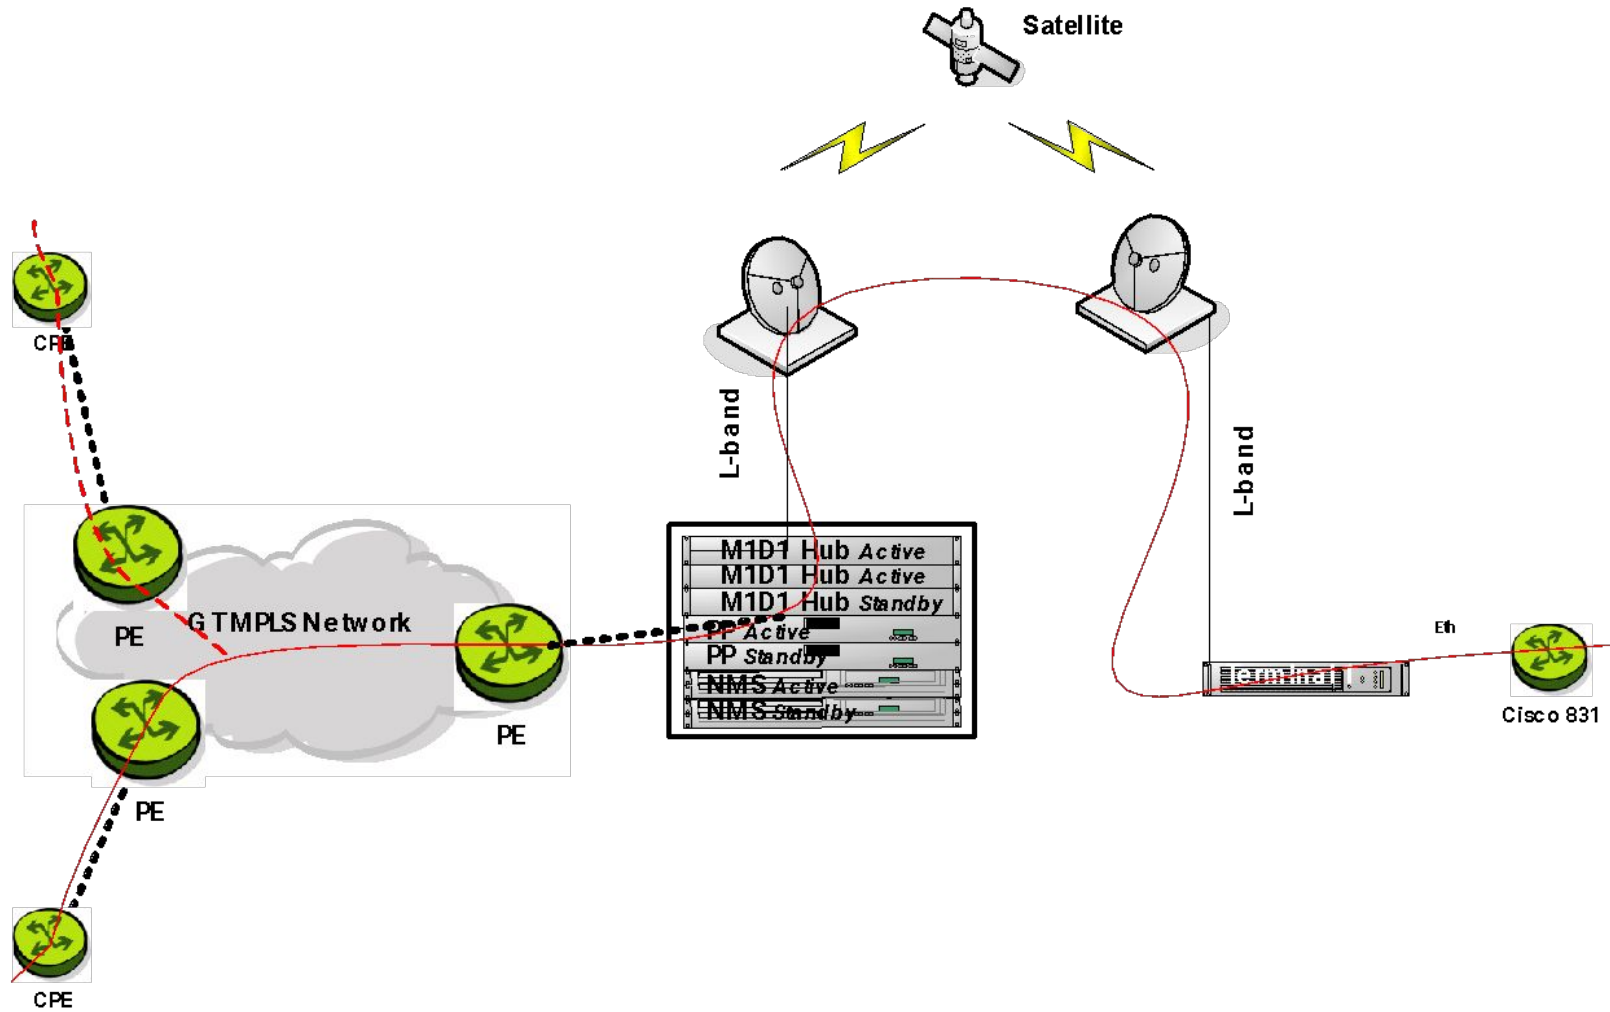 Satellite
CPE
L-band
L-band
M1D1 Hub Active
M1D1 Hub Active
M1D1 Hub Standby
PP Active
PP Standby
NMS Active
NMS Standby
GTMPLS Network
PE
PE
PE
Terminal
Eth
Cisco 831
CPE